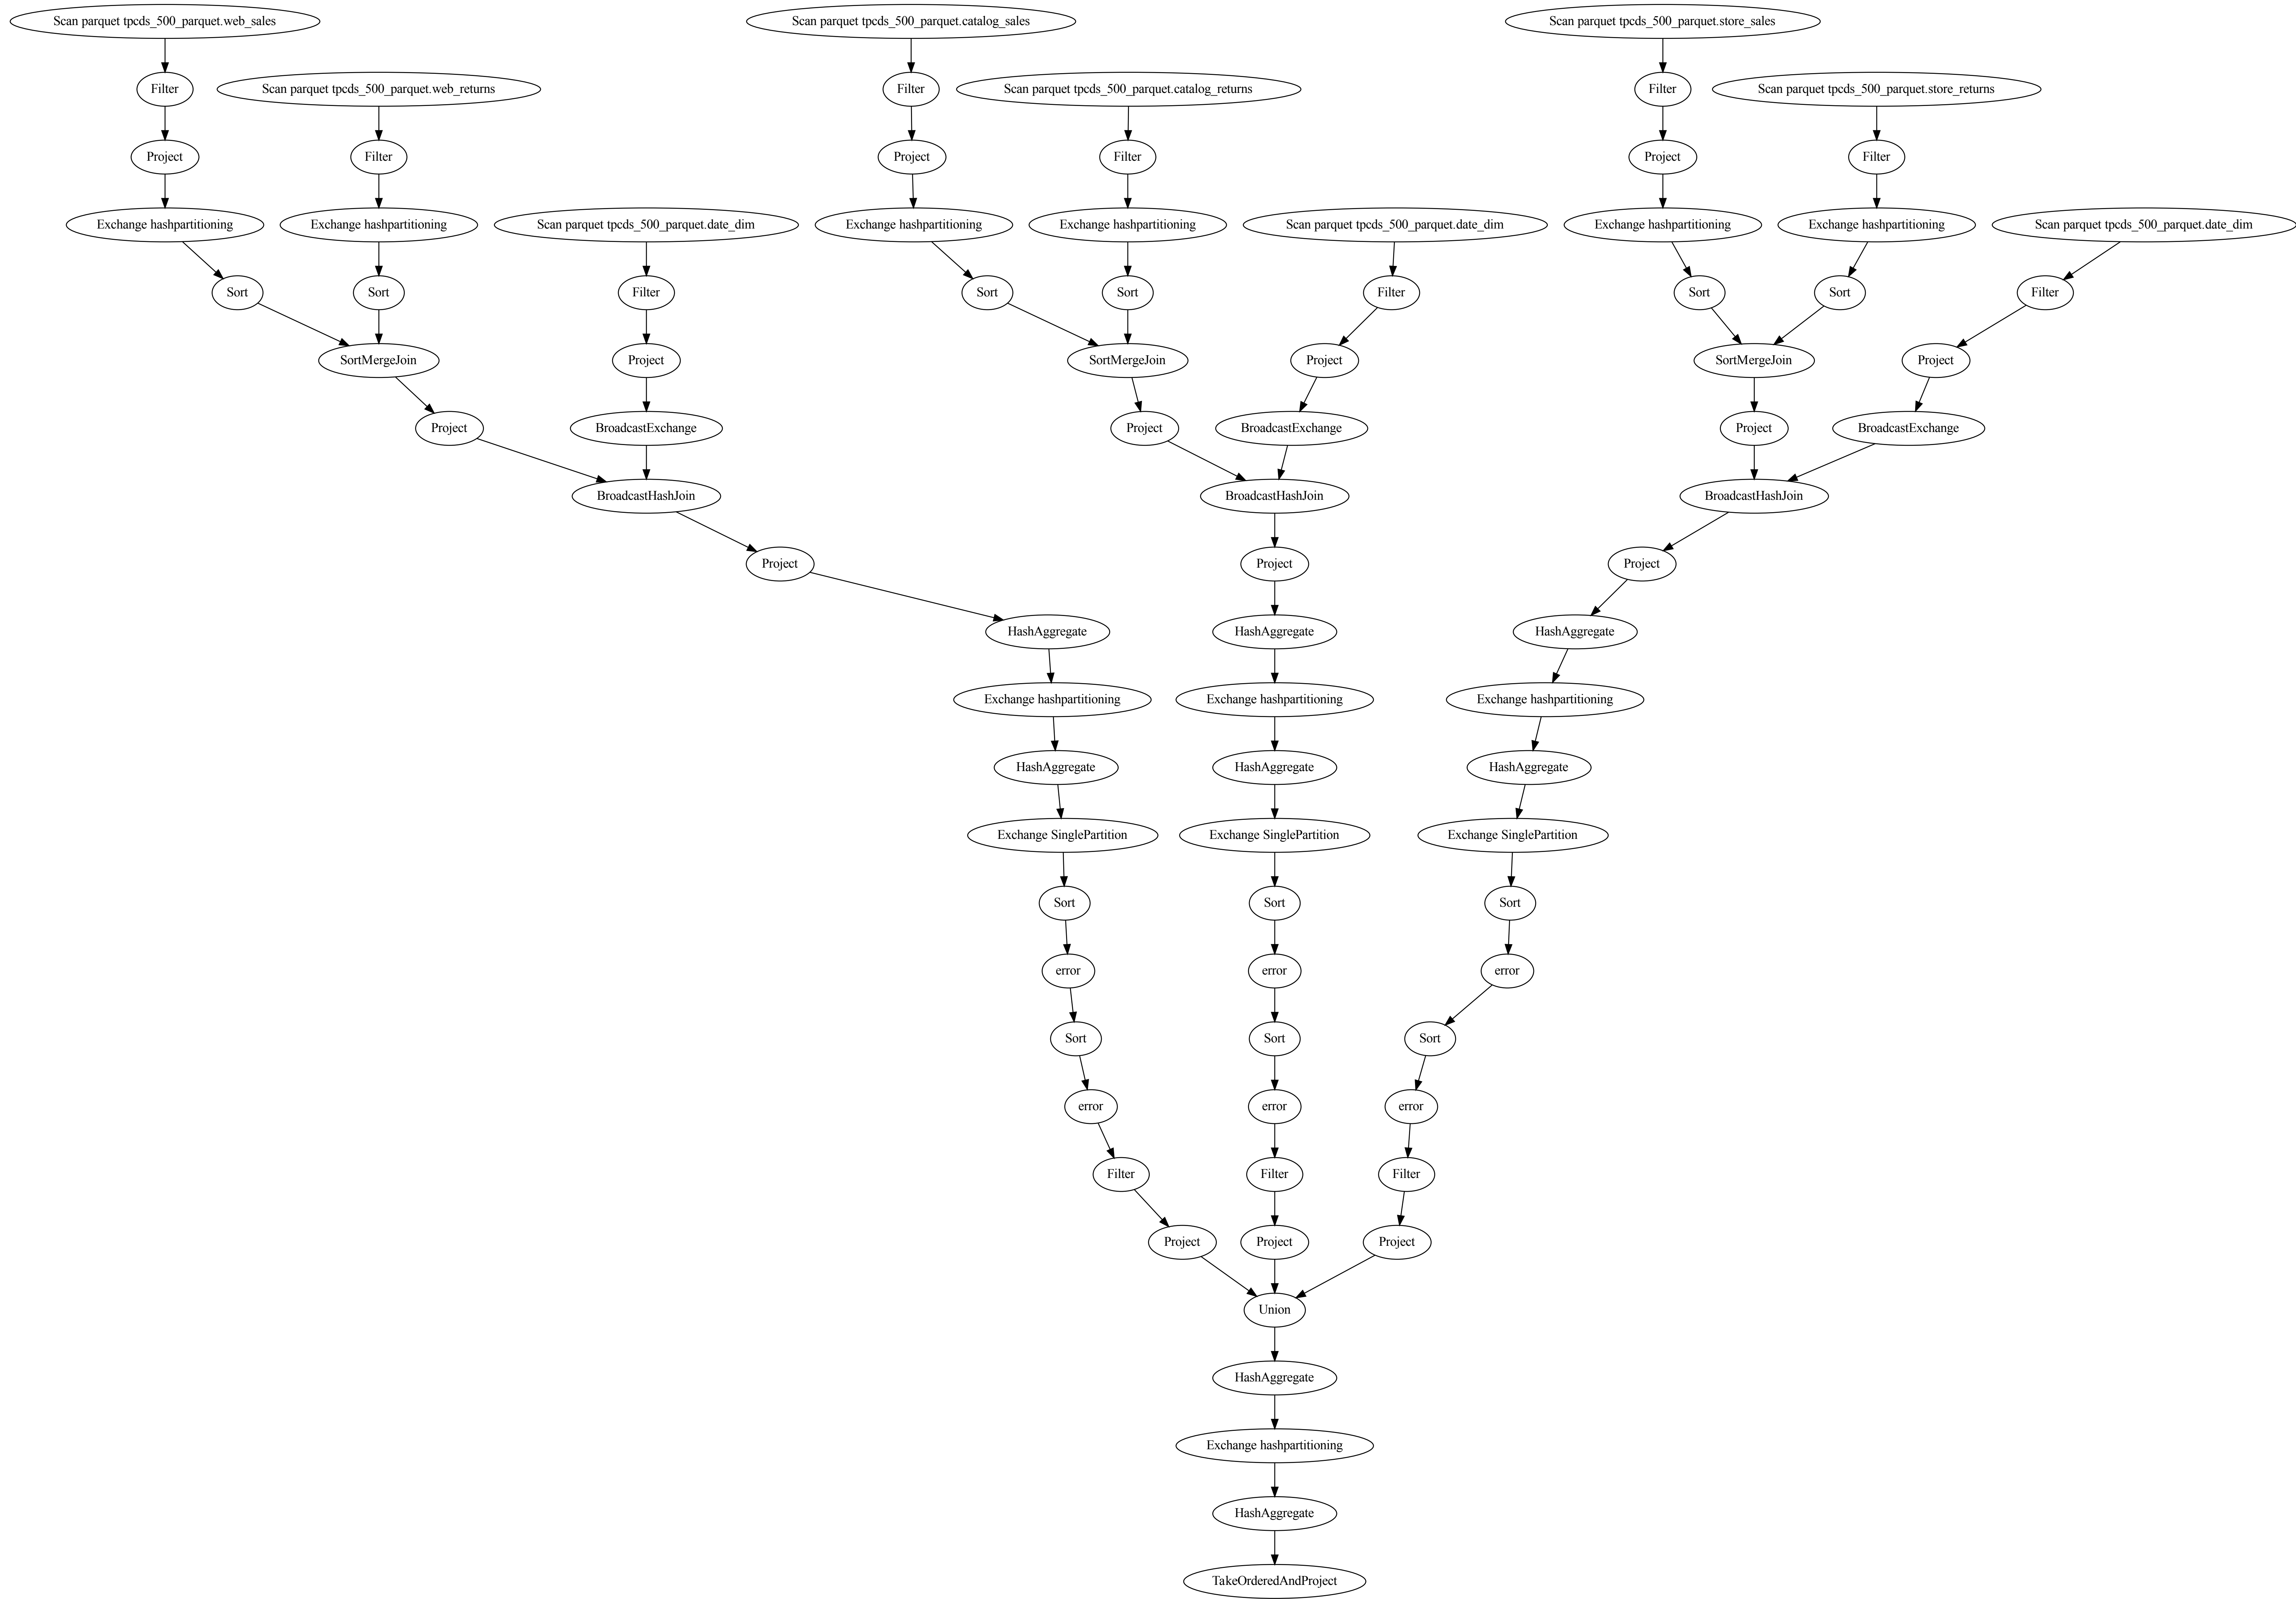 Scan parquet tpcds_500_parquet.web_sales
Scan parquet tpcds_500_parquet.catalog_sales
Scan parquet tpcds_500_parquet.store_sales
Filter
Scan parquet tpcds_500_parquet.web_returns
Filter
Scan parquet tpcds_500_parquet.catalog_returns
Filter
Scan parquet tpcds_500_parquet.store_returns
Project
Filter
Project
Filter
Project
Filter
Exchange hashpartitioning
Exchange hashpartitioning
Scan parquet tpcds_500_parquet.date_dim
Exchange hashpartitioning
Exchange hashpartitioning
Scan parquet tpcds_500_parquet.date_dim
Exchange hashpartitioning
Exchange hashpartitioning
Scan parquet tpcds_500_parquet.date_dim
Sort
Sort
Filter
Sort
Sort
Filter
Sort
Sort
Filter
SortMergeJoin
Project
SortMergeJoin
Project
SortMergeJoin
Project
Project
BroadcastExchange
Project
BroadcastExchange
Project
BroadcastExchange
BroadcastHashJoin
BroadcastHashJoin
BroadcastHashJoin
Project
Project
Project
HashAggregate
HashAggregate
HashAggregate
Exchange hashpartitioning
Exchange hashpartitioning
Exchange hashpartitioning
HashAggregate
HashAggregate
HashAggregate
Exchange SinglePartition
Exchange SinglePartition
Exchange SinglePartition
Sort
Sort
Sort
error
error
error
Sort
Sort
Sort
error
error
error
Filter
Filter
Filter
Project
Project
Project
Union
HashAggregate
Exchange hashpartitioning
HashAggregate
TakeOrderedAndProject